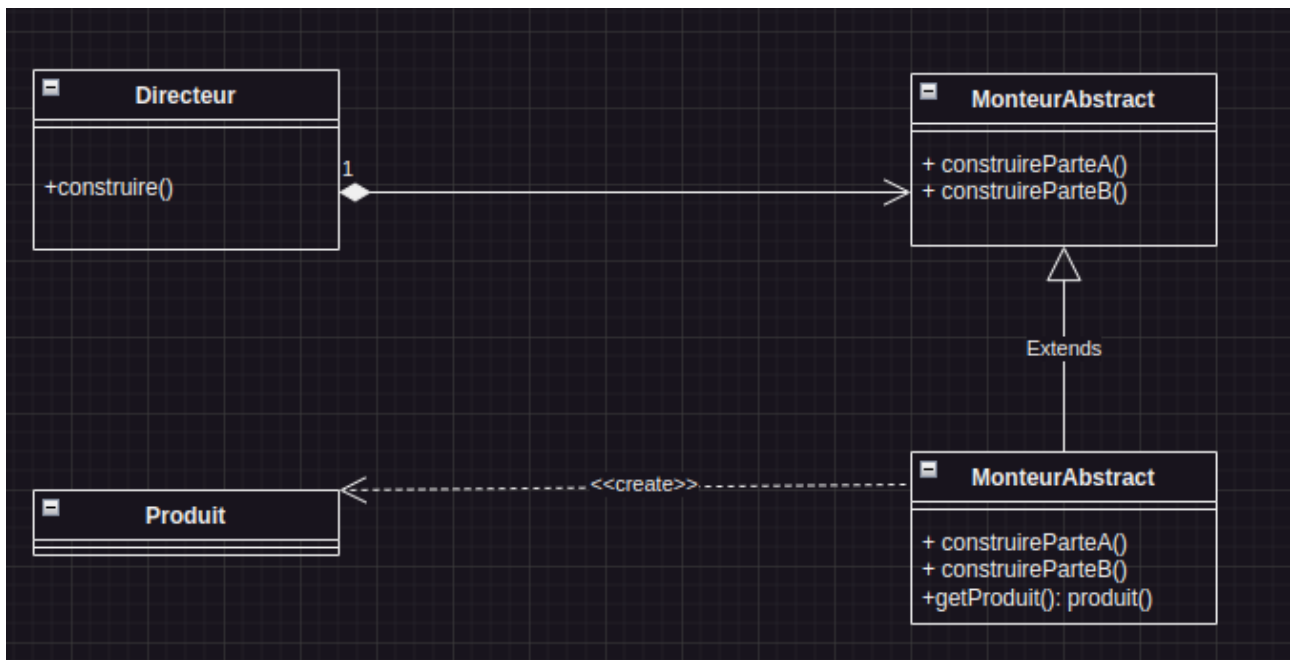 Directeur
+construire()
1
MonteurAbstract
+ construireParteA()
+ construireParteB()
Extends
<<create>>
Produit
MonteurAbstract
+ construireParteA()
+ construireParteB()
+getProduit(): produit()